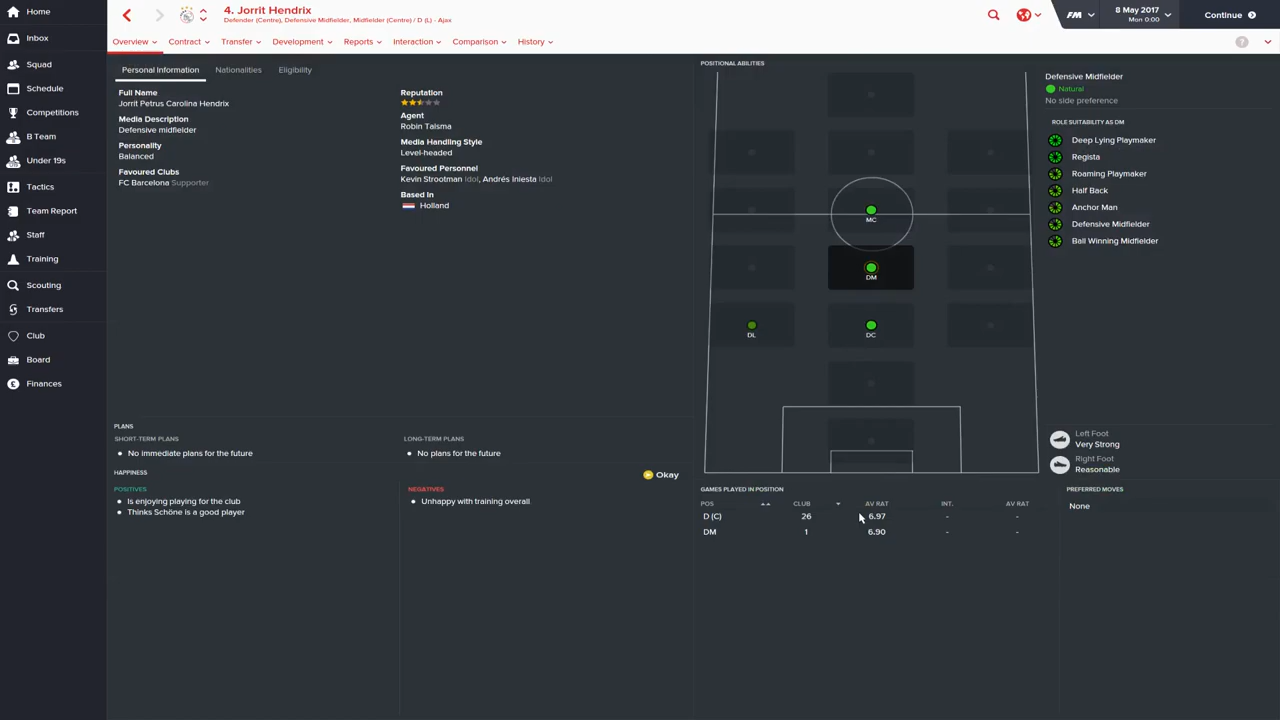 Home
Inbox
Squad
Schedule
Competitions
B Team
Under 19s
Tactics
Team Report
Staff
Training
Scouting
Transfers
Club
Board
Finances
4. Jorrit Hendrix
Defender (Centre), Defensive Midfielder, Midfielder (Centre) / D (L) - Ajax
FM
8 May 2017
Mon 0:00
Continue
Overview
Contract
Transfer
Development
Reports
Interaction
Comparison
History
?
Personal Information
Nationalities
Eligibility
Full Name
Jorrit Petrus Carolina Hendrix
Media Description
Defensive midfielder
Personality
Balanced
Favoured Clubs
FC Barcelona Supporter
Reputation
Agent
Robin Talsma
Media Handling Style
Level-headed
Favoured Personnel
Kevin Strootman Idol, Andrés Iniesta Idol
Based In
Holland
PLANS
SHORT-TERM PLANS
No immediate plans for the future
LONG-TERM PLANS
No plans for the future
HAPPINESS
Okay
POSITIVES
Is enjoying playing for the club
Thinks Schöne is a good player
NEGATIVES
Unhappy with training overall
POSITIONAL ABILITIES
MC
DM
DL
DC
Defensive Midfielder
Natural
No side preference
ROLE SUITABILITY AS DM
Deep Lying Playmaker
Regista
Roaming Playmaker
Half Back
Anchor Man
Defensive Midfielder
Ball Winning Midfielder
Left Foot
Very Strong
Right Foot
Reasonable
GAMES PLAYED IN POSITION
POS CLUB AV RAT INT. AV RAT
D (C) 26 6.97 - -
DM 1 6.90 - -
PREFERRED MOVES
None